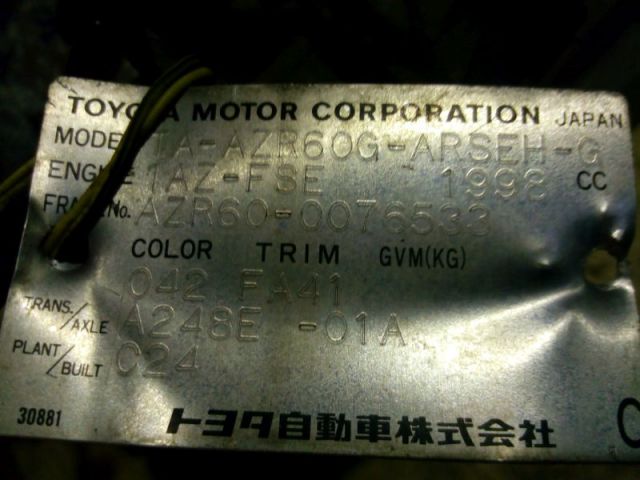 TOYOTA MOTOR CORPORATION JAPAN
MODEL TA-AZR60G-ARSEH-G
ENGINE 1AZ-FSE 1998 CC
FRAME No. AZR60-0076533
COLOR TRIM GVM(KG)
042 FA41
TRANS./AXLE A248E -01A
PLANT/BUILT C24
30881 トヨタ自動車株式会社 C